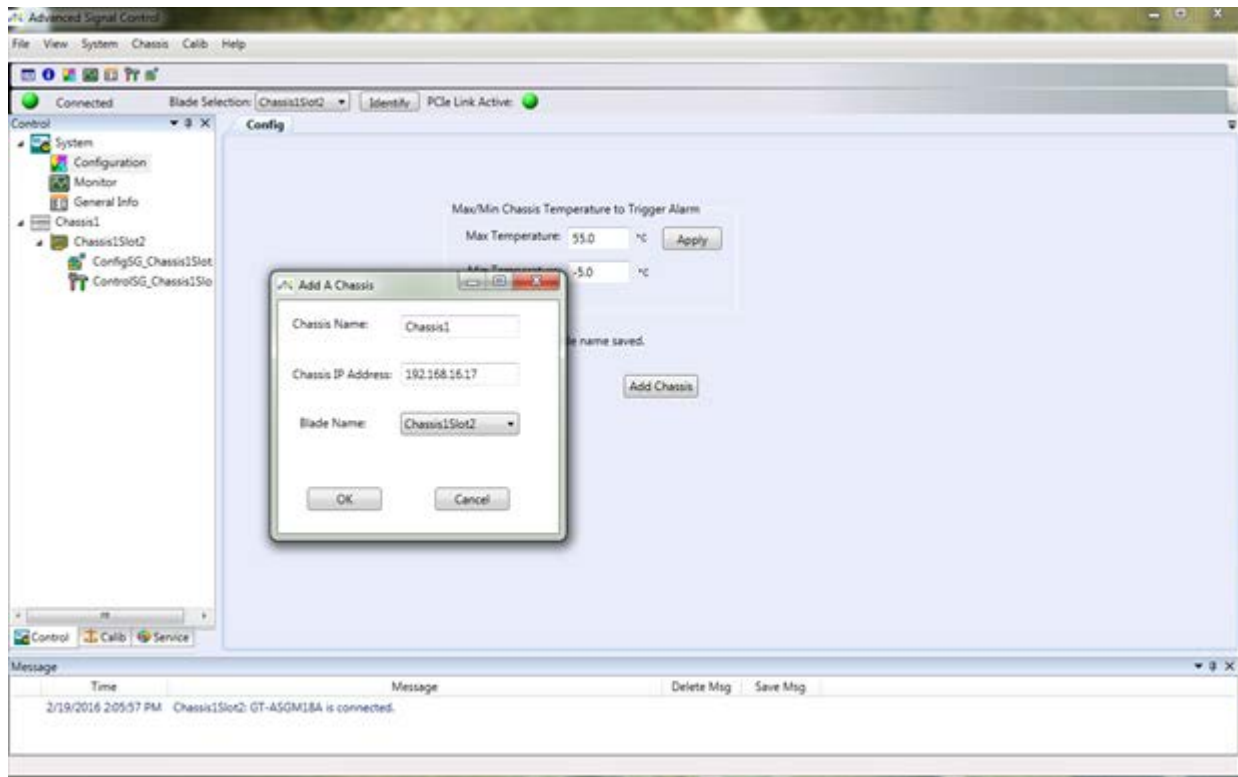 Advanced Signal Control
File View System Chassis Calib Help
Connected Blade Selection: Chassis1Slot2 Identify PCIe Link Active:
Control
Config
System
Configuration
Monitor
General Info
Chassis1
Chassis1Slot2
ConfigSG_Chassis1Slot
ControlSG_Chassis1Slo
Max/Min Chassis Temperature to Trigger Alarm
Max Temperature: 55.0 °C Apply
Min Temperature: -5.0 °C
name saved.
Add Chassis
Add A Chassis
Chassis Name: Chassis1
Chassis IP Address: 192.168.16.17
Blade Name: Chassis1Slot2
OK Cancel
Control Calib Service
Message
Time Message Delete Msg Save Msg
2/19/2016 2:05:57 PM Chassis1Slot2: GT-ASGM18A is connected.